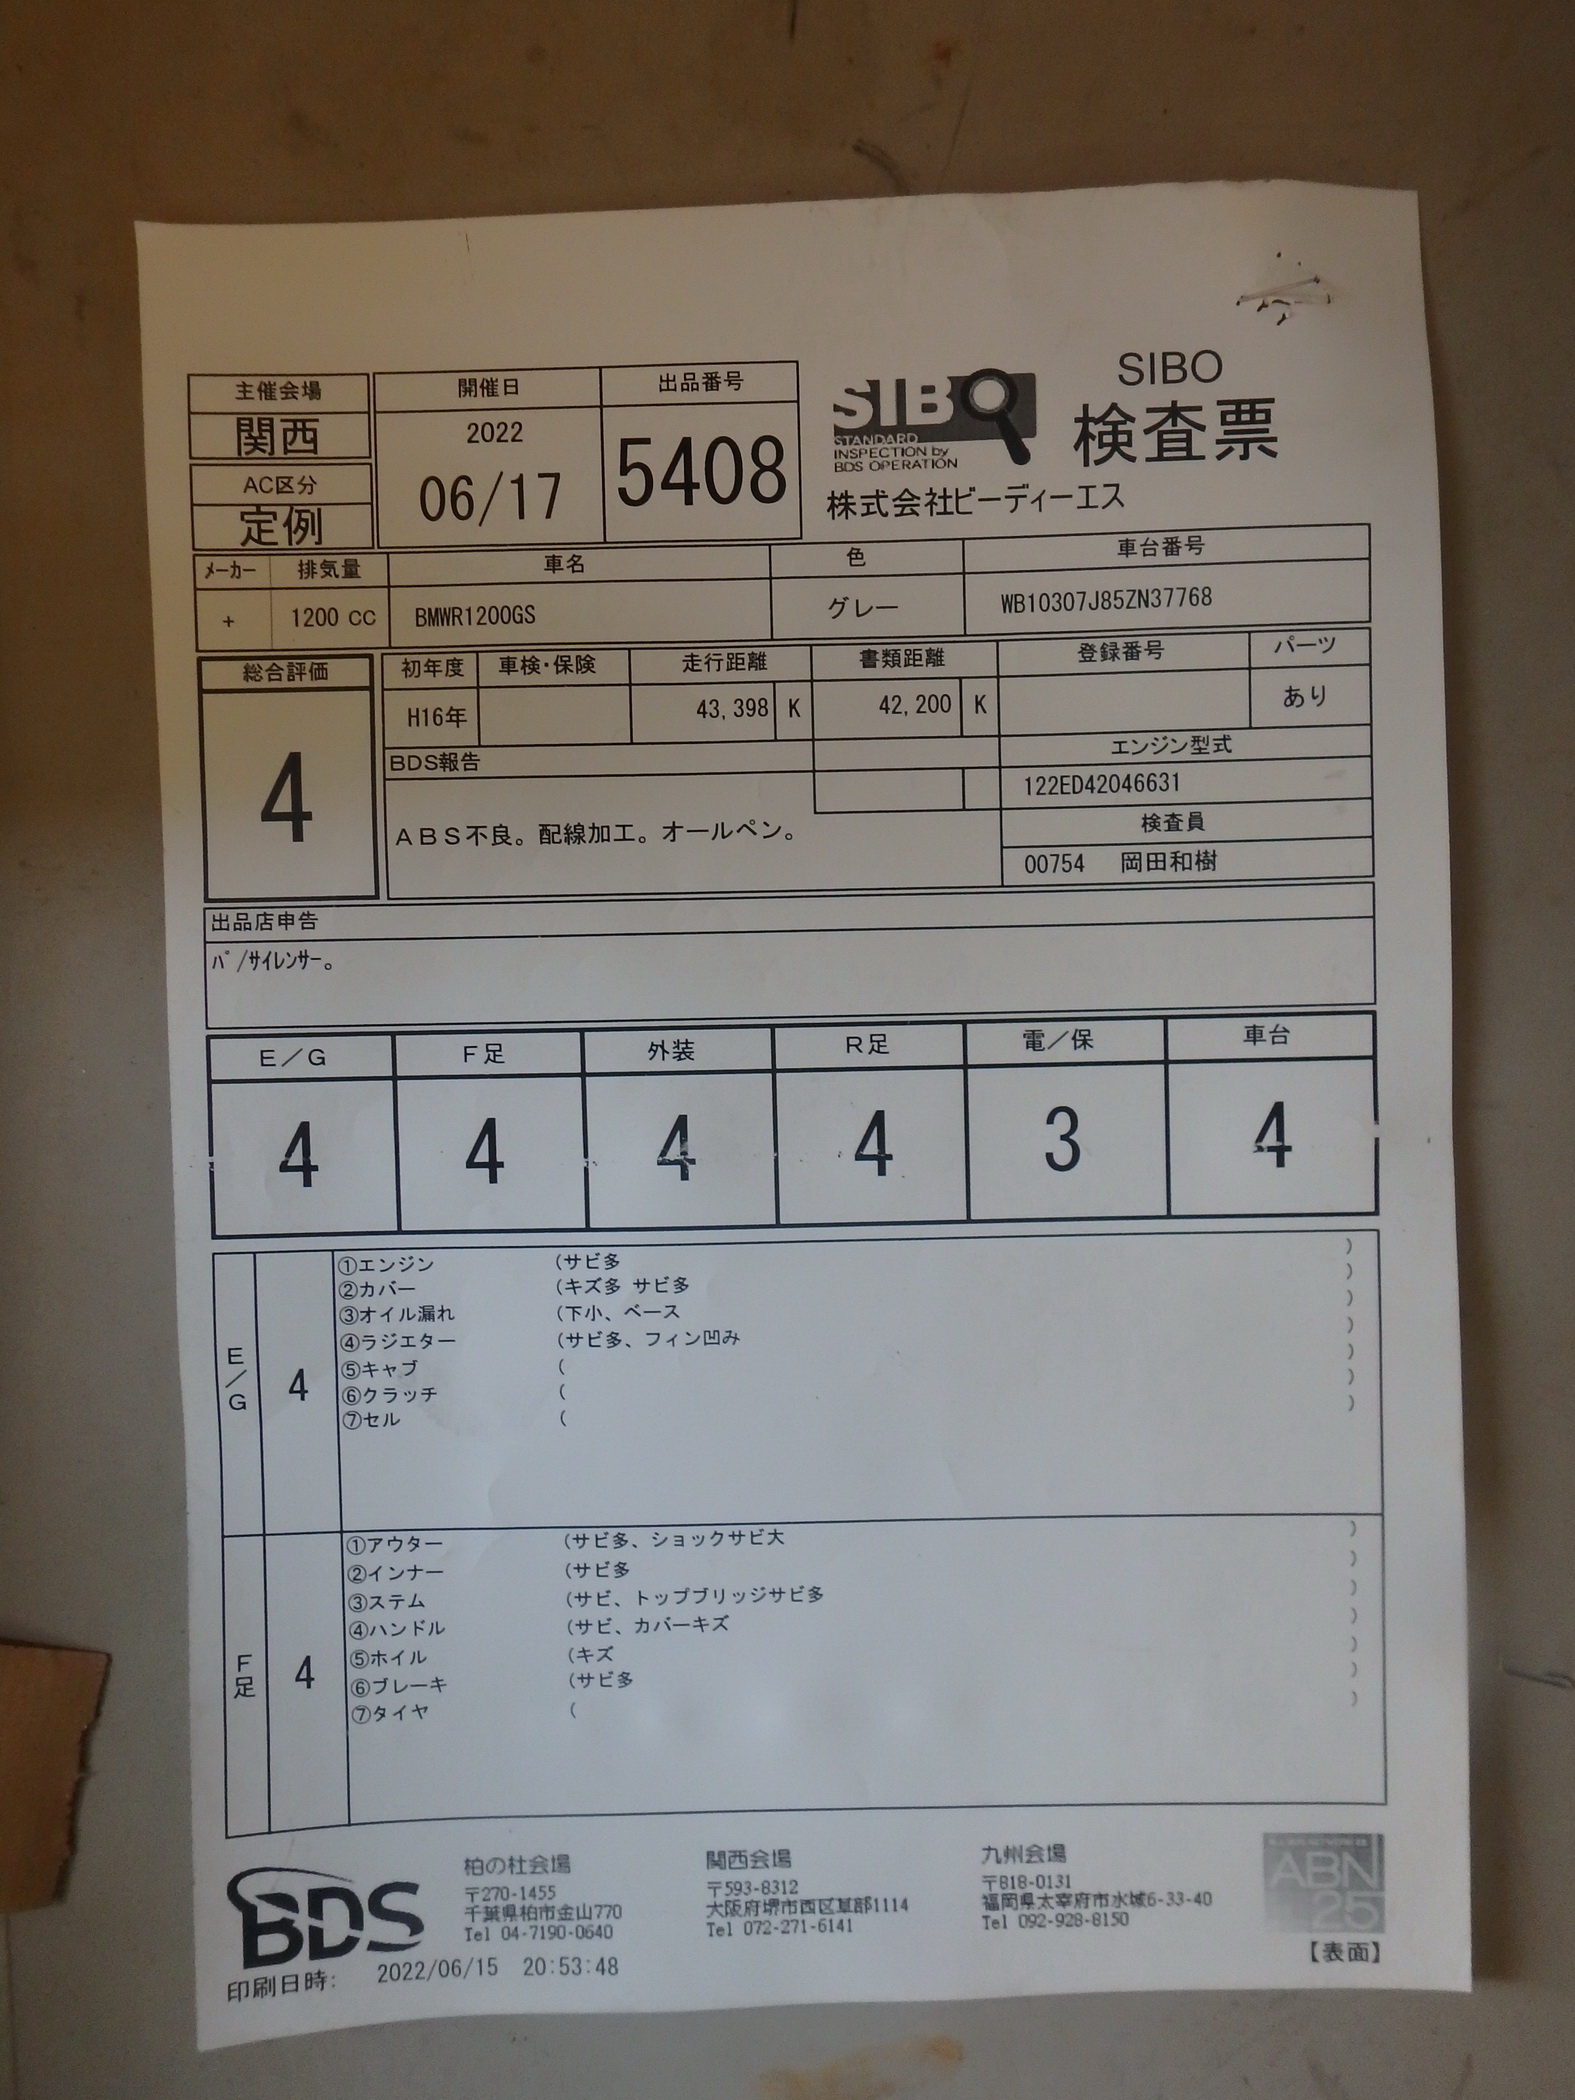 主催会場
関西
AC区分
定例
開催日
2022
06/17
出品番号
5408
SIBO
STANDARD
INSPECTION by
BDS OPERATION
SIBO
検査票
株式会社ビーディーエス
メーカー 排気量 車名 色 車台番号
+ 1200 CC BMWR1200GS グレー WB10307J85ZN37768
総合評価
4
初年度 車検・保険 走行距離 書類距離 登録番号 パーツ
H16年 43,398 K 42,200 K あり
BDS報告
ABS不良。配線加工。オールペン。
エンジン型式
122ED42046631
検査員
00754 岡田和樹
出品店申告
パ/サイレンサー。
E/G F足 外装 R足 電/保 車台
4 4 4 4 3 4
E/G 4
①エンジン (サビ多 )
②カバー (キズ多 サビ多 )
③オイル漏れ (下小、ベース )
④ラジエター (サビ多、フィン凹み )
⑤キャブ ( )
⑥クラッチ ( )
⑦セル ( )
F足 4
①アウター (サビ多、ショックサビ大 )
②インナー (サビ多 )
③ステム (サビ、トップブリッジサビ多 )
④ハンドル (サビ、カバーキズ )
⑤ホイル (キズ )
⑥ブレーキ (サビ多 )
⑦タイヤ ( )
BDS
柏の杜会場
〒270-1455
千葉県柏市金山770
Tel 04-7190-0640
関西会場
〒593-8312
大阪府堺市西区草部1114
Tel 072-271-6141
九州会場
〒818-0131
福岡県太宰府市水城6-33-40
Tel 092-928-8150
ABN
25
【表面】
印刷日時: 2022/06/15 20:53:48